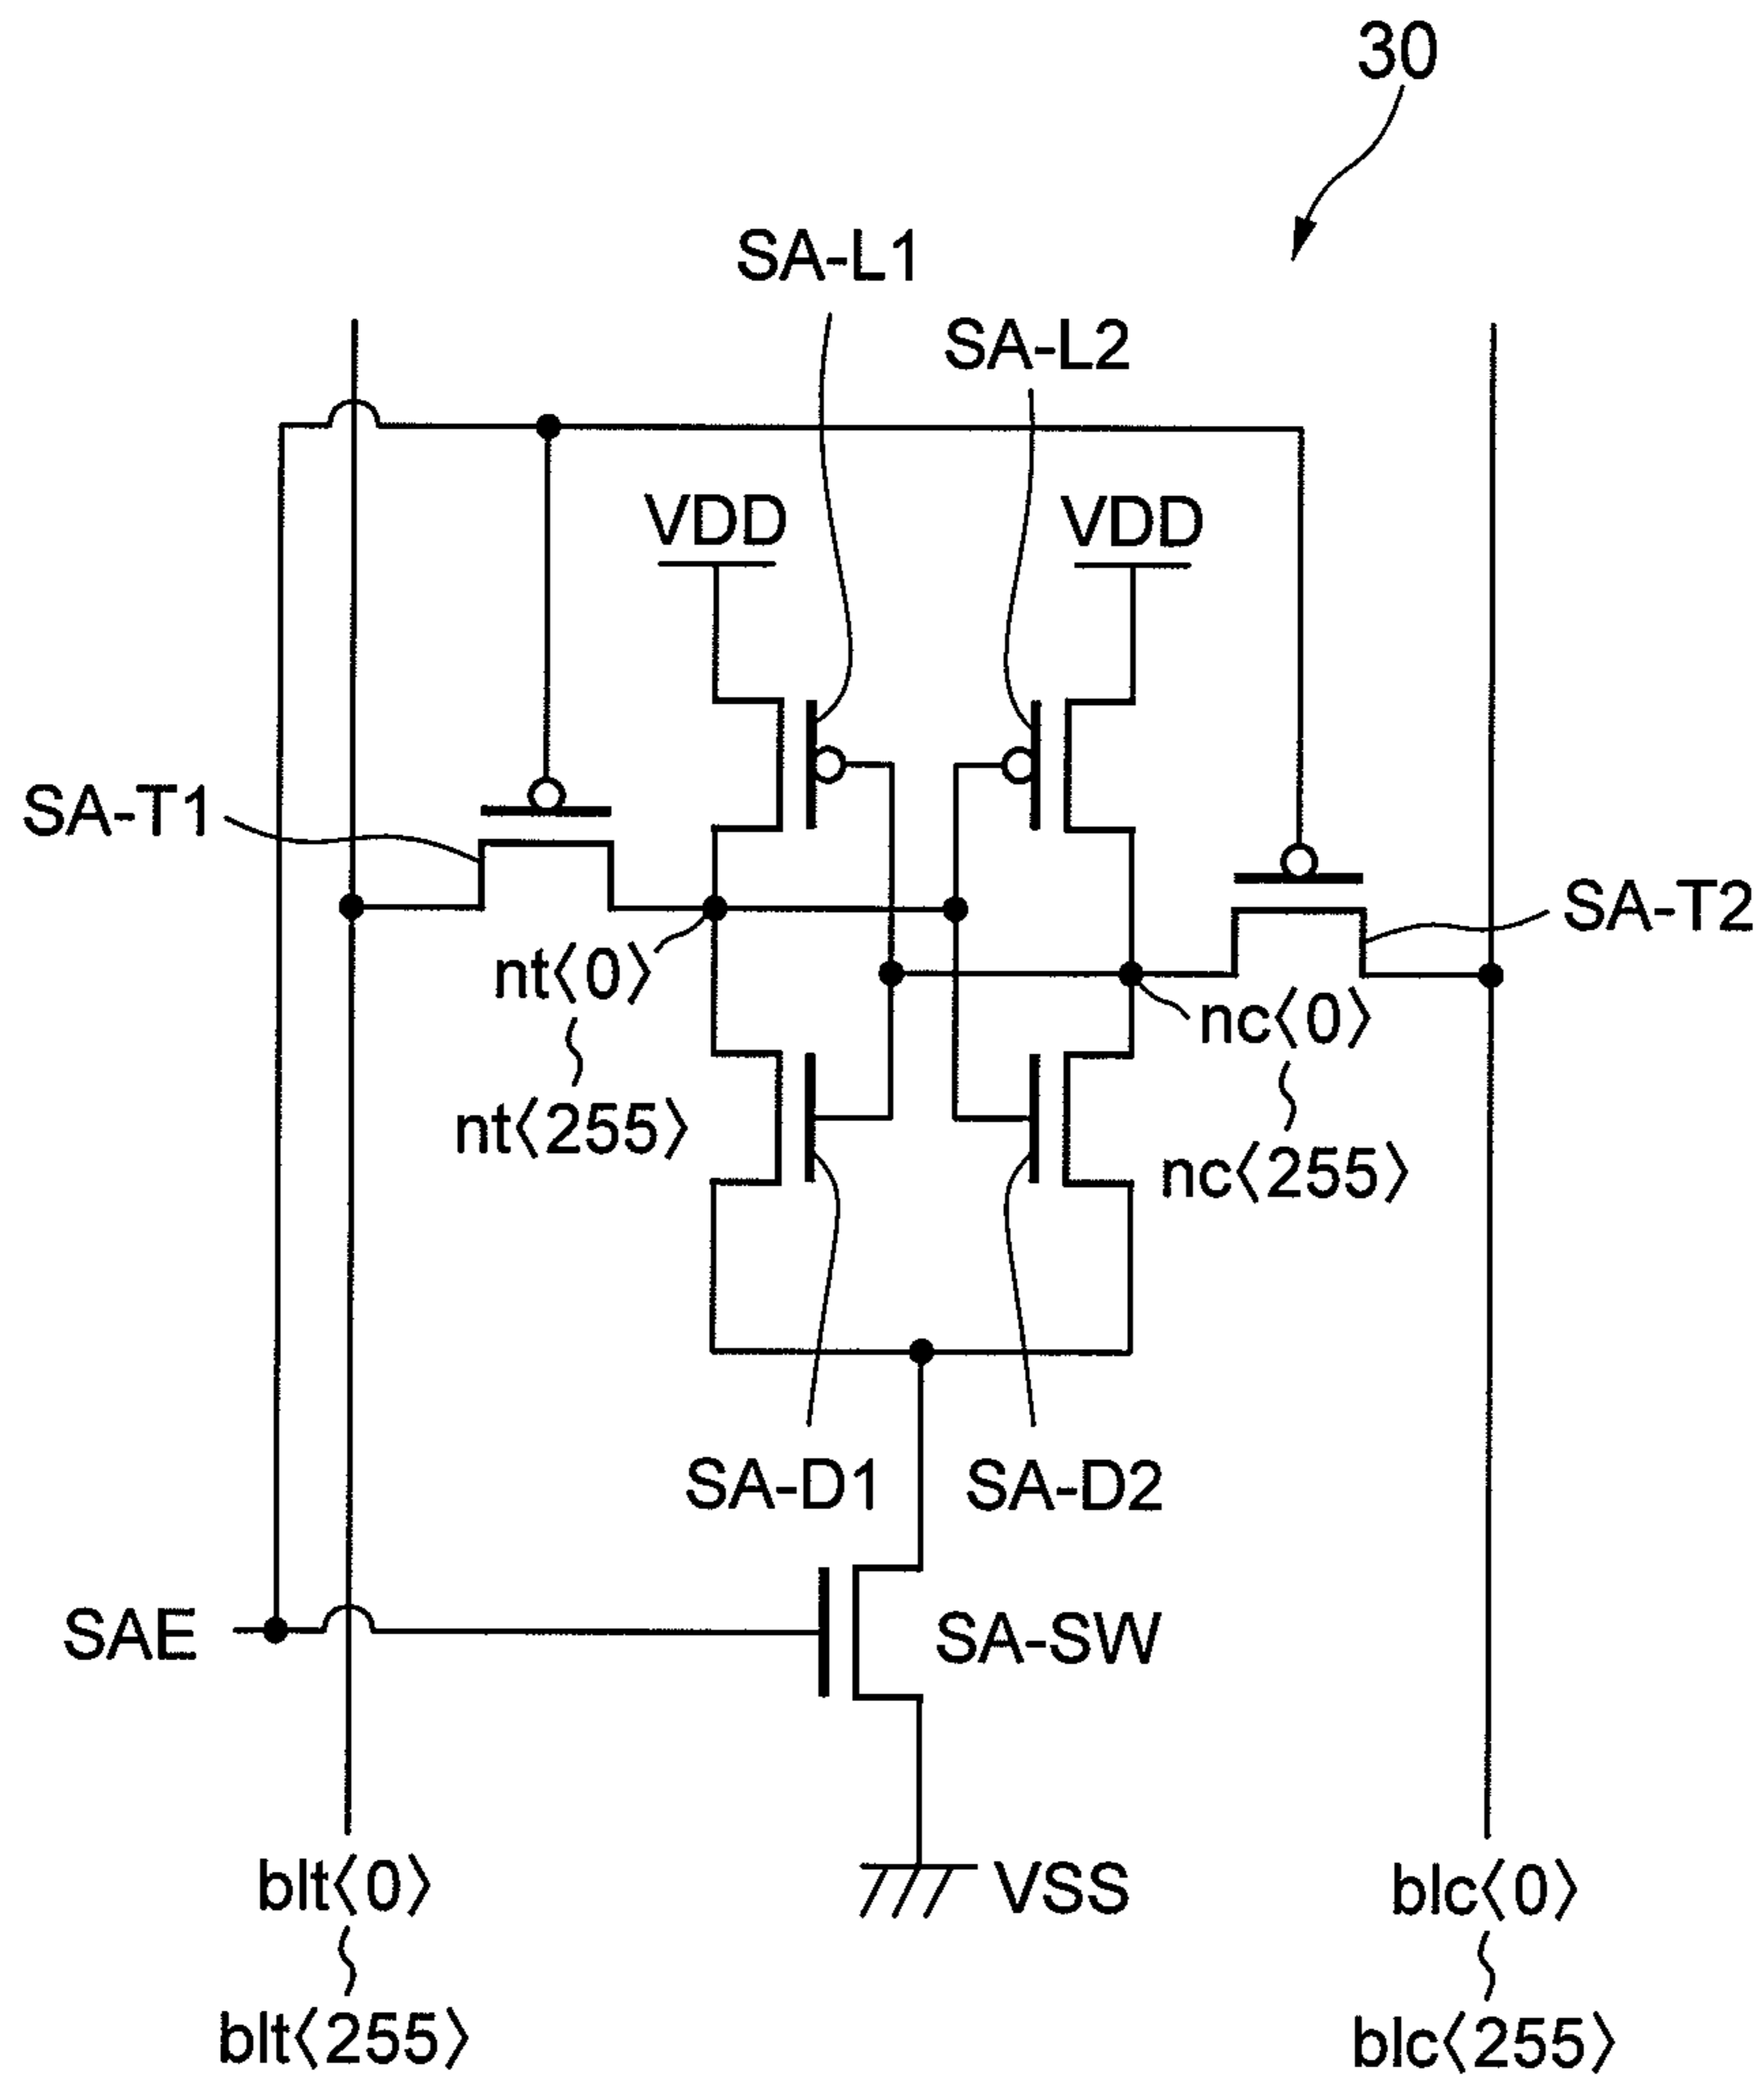 30
SA-L1
SA-L2
VDD
VDD
SA-T1
SA-T2
nt〈0〉
nc〈0〉
nt〈255〉
nc〈255〉
SA-D1
SA-D2
SAE
SA-SW
VSS
blt〈0〉
blc〈0〉
blt〈255〉
blc〈255〉